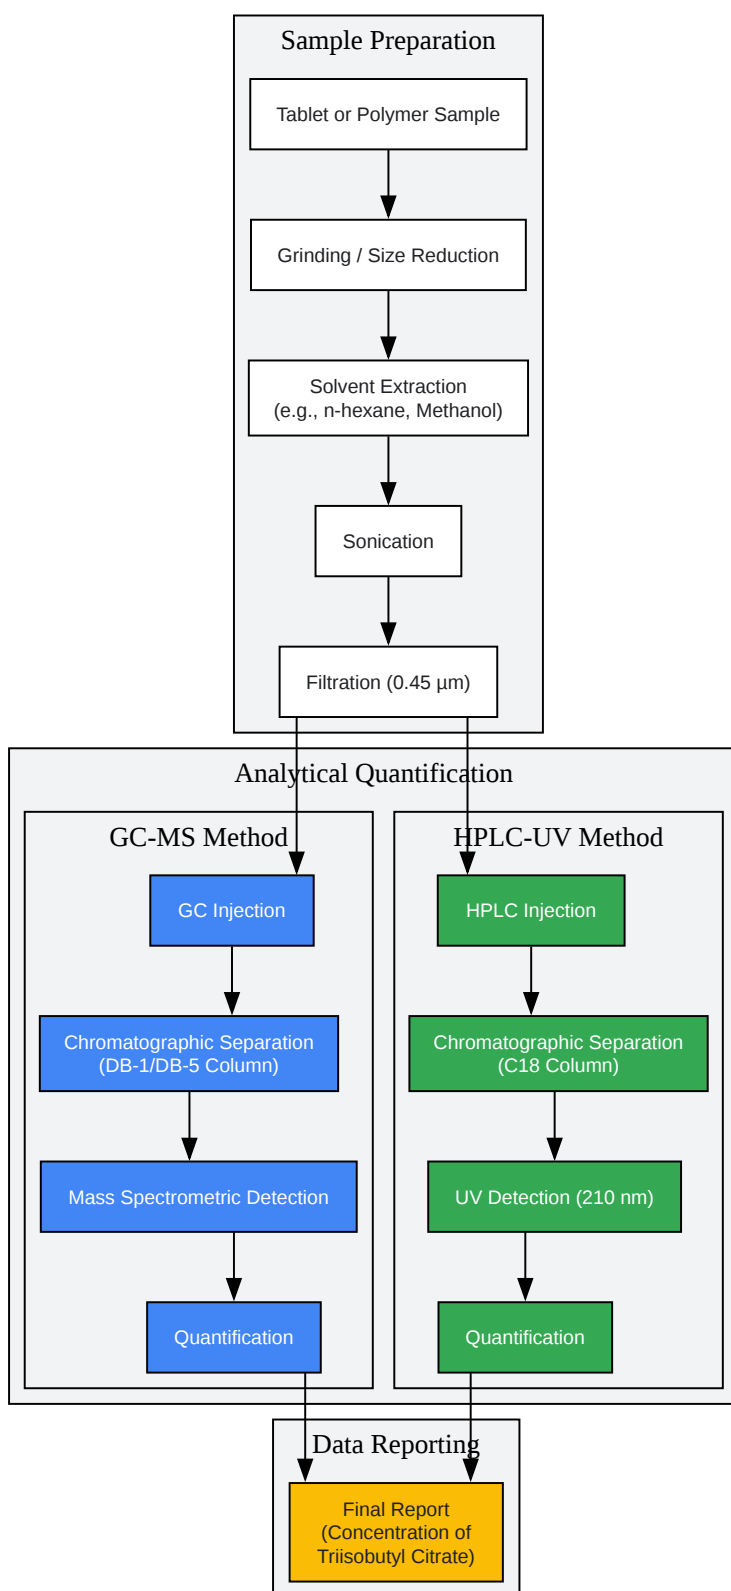 Sample Preparation
Tablet or Polymer Sample
Grinding / Size Reduction
Solvent Extraction
(e.g., n-hexane, Methanol)
Sonication
Filtration (0.45 µm)
Analytical Quantification
GC-MS Method
GC Injection
Chromatographic Separation
(DB-1/DB-5 Column)
Mass Spectrometric Detection
Quantification
HPLC-UV Method
HPLC Injection
Chromatographic Separation
(C18 Column)
UV Detection (210 nm)
Quantification
Data Reporting
Final Report
(Concentration of
Triisobutyl Citrate)